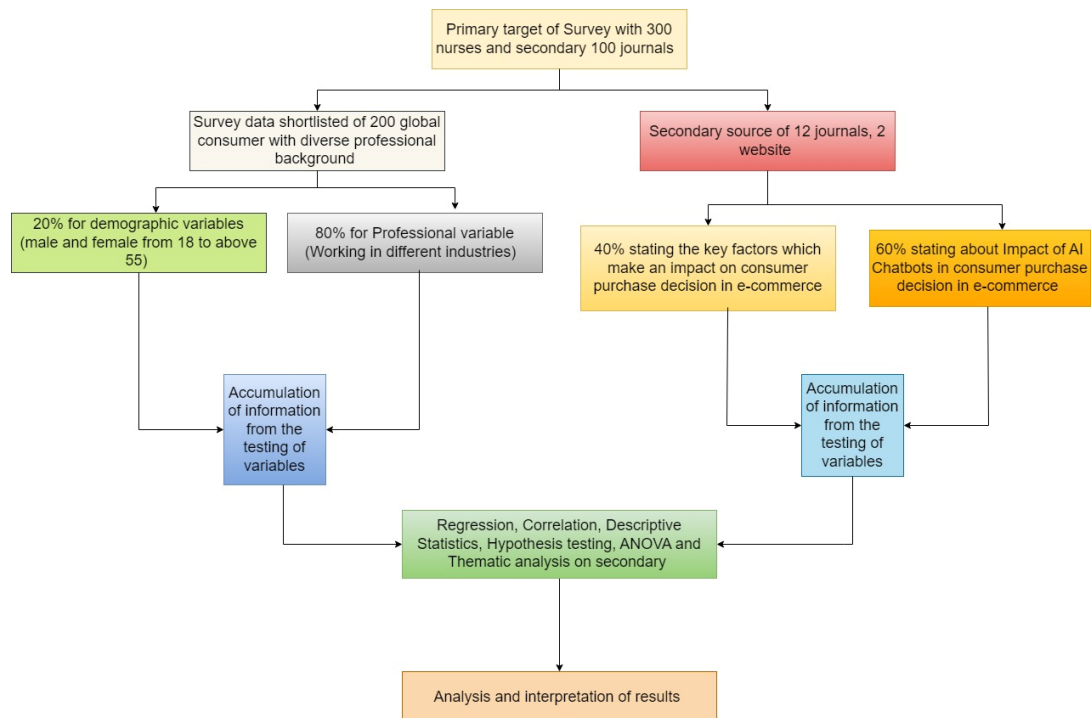 Primary target of Survey with 300
nurses and secondary 100 journals
Survey data shortlisted of 200 global
consumer with diverse professional
background
Secondary source of 12 journals, 2
website
20% for demographic variables
(male and female from 18 to above
55)
80% for Professional variable
(Working in different industries)
40% stating the key factors which
make an impact on consumer
purchase decision in e-commerce
60% stating about Impact of AI
Chatbots in consumer purchase
decision in e-commerce
Accumulation
of information
from the
testing of
variables
Accumulation
of information
from the
testing of
variables
Regression, Correlation, Descriptive
Statistics, Hypothesis testing, ANOVA and
Thematic analysis on secondary
Analysis and interpretation of results